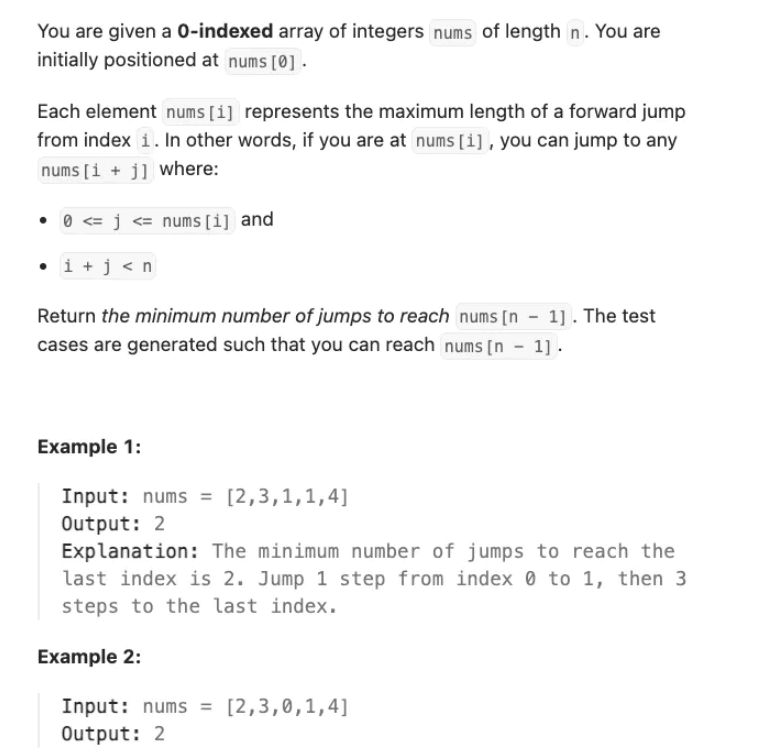 You are given a 0-indexed array of integers nums of length n. You are
initially positioned at nums[0].
Each element nums[i] represents the maximum length of a forward jump
from index i. In other words, if you are at nums[i], you can jump to any
nums[i + j] where:
• 0 <= j <= nums[i] and
• i + j < n
Return the minimum number of jumps to reach nums[n - 1]. The test
cases are generated such that you can reach nums[n - 1].
Example 1:
Input: nums = [2,3,1,1,4]
Output: 2
Explanation: The minimum number of jumps to reach the
last index is 2. Jump 1 step from index 0 to 1, then 3
steps to the last index.
Example 2:
Input: nums = [2,3,0,1,4]
Output: 2